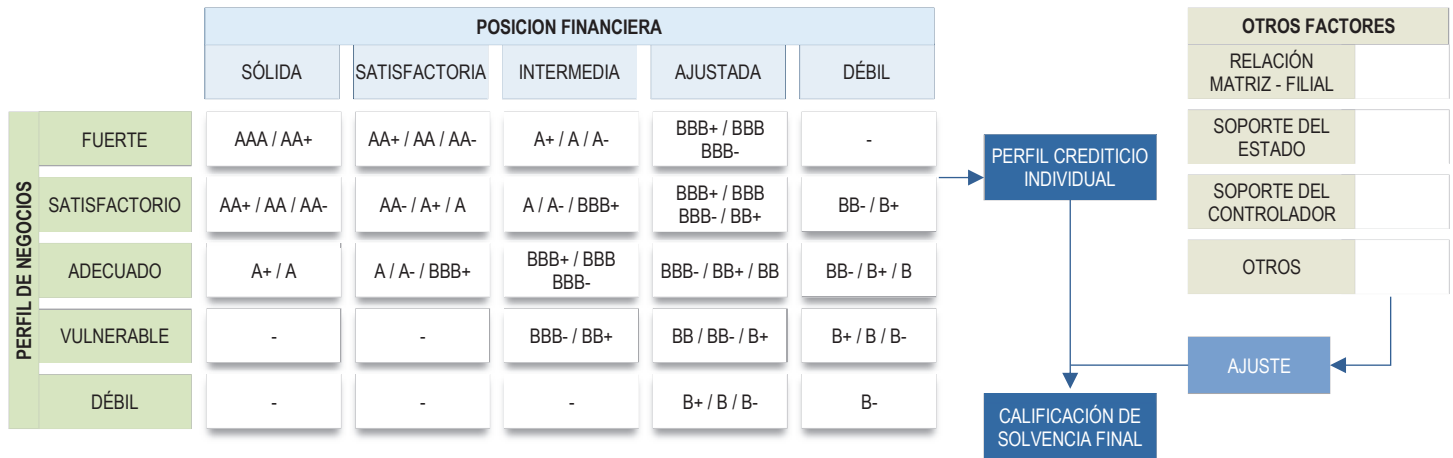 POSICION FINANCIERA
SÓLIDA
SATISFACTORIA
INTERMEDIA
AJUSTADA
DÉBIL
PERFIL DE NEGOCIOS
FUERTE
AAA / AA+
AA+ / AA / AA-
A+ / A / A-
BBB+ / BBB
BBB-
-
SATISFACTORIO
AA+ / AA / AA-
AA- / A+ / A
A / A- / BBB+
BBB+ / BBB
BBB- / BB+
BB- / B+
ADECUADO
A+ / A
A / A- / BBB+
BBB+ / BBB
BBB-
BBB- / BB+ / BB
BB- / B+ / B
VULNERABLE
-
-
BBB- / BB+
BB / BB- / B+
B+ / B / B-
DÉBIL
-
-
-
B+ / B / B-
B-
PERFIL CREDITICIO
INDIVIDUAL
CALIFICACIÓN DE
SOLVENCIA FINAL
OTROS FACTORES
RELACIÓN
MATRIZ - FILIAL
SOPORTE DEL
ESTADO
SOPORTE DEL
CONTROLADOR
OTROS
AJUSTE